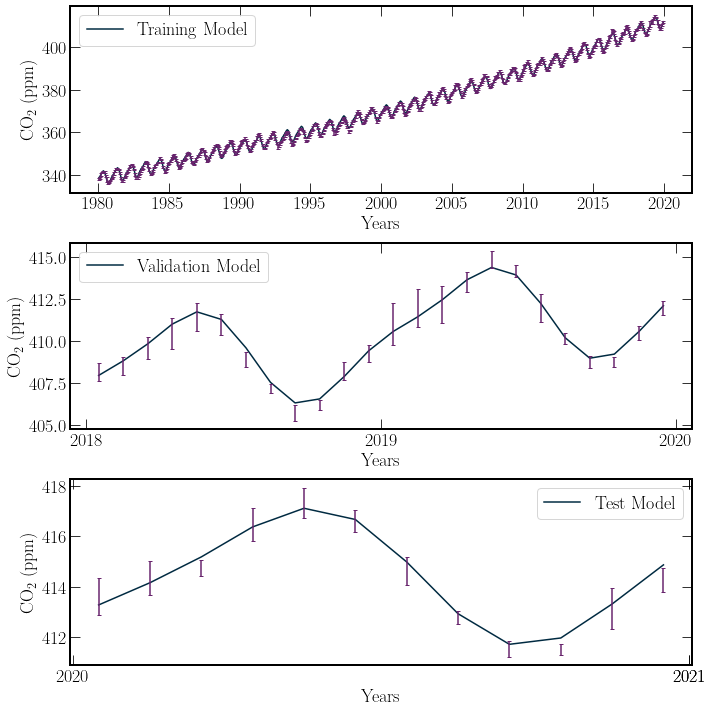 Training Model
400
380
360
340
CO₂ (ppm)
1980 1985 1990 1995 2000 2005 2010 2015 2020
Years
Validation Model
415.0
412.5
410.0
407.5
405.0
CO₂ (ppm)
2018 2019 2020
Years
Test Model
418
416
414
412
CO₂ (ppm)
2020 2021
Years